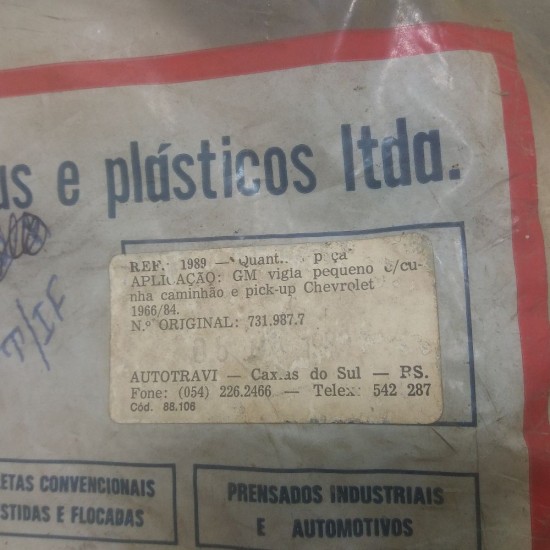 e plásticos ltda.
REF. 1989 — Quant. peça
APLICAÇÃO: GM vigia pequeno c/cu-
nha caminhão e pick-up Chevrolet
1966/84.
N.º ORIGINAL: 731.987.7
AUTOTRAVI — Caxias do Sul — RS.
Fone: (054) 226.2466 — Telex: 542 287
Cód. 88.106
T/IF
ETAS CONVENCIONAIS
STIDAS E FLOCADAS
PRENSADOS INDUSTRIAIS
E AUTOMOTIVOS